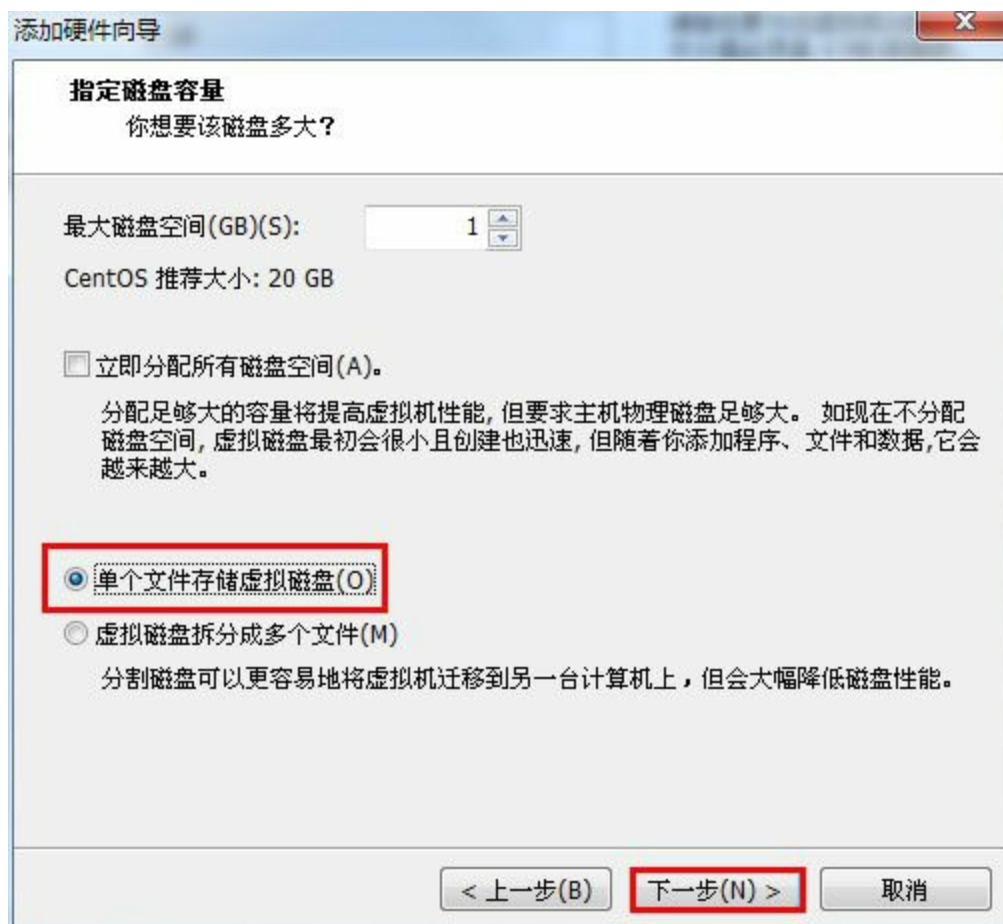 添加硬件向导
指定磁盘容量
你想要该磁盘多大?
最大磁盘空间(GB)(S): 1
CentOS 推荐大小: 20 GB
立即分配所有磁盘空间(A)。
分配足够大的容量将提高虚拟机性能, 但要求主机物理磁盘足够大。 如现在不分配
磁盘空间, 虚拟磁盘最初会很小且创建也迅速, 但随着你添加程序、文件和数据,它会
越来越大。
单个文件存储虚拟磁盘(O)
虚拟磁盘拆分成多个文件(M)
分割磁盘可以更容易地将虚拟机迁移到另一台计算机上，但会大幅降低磁盘性能。
< 上一步(B) 下一步(N) > 取消